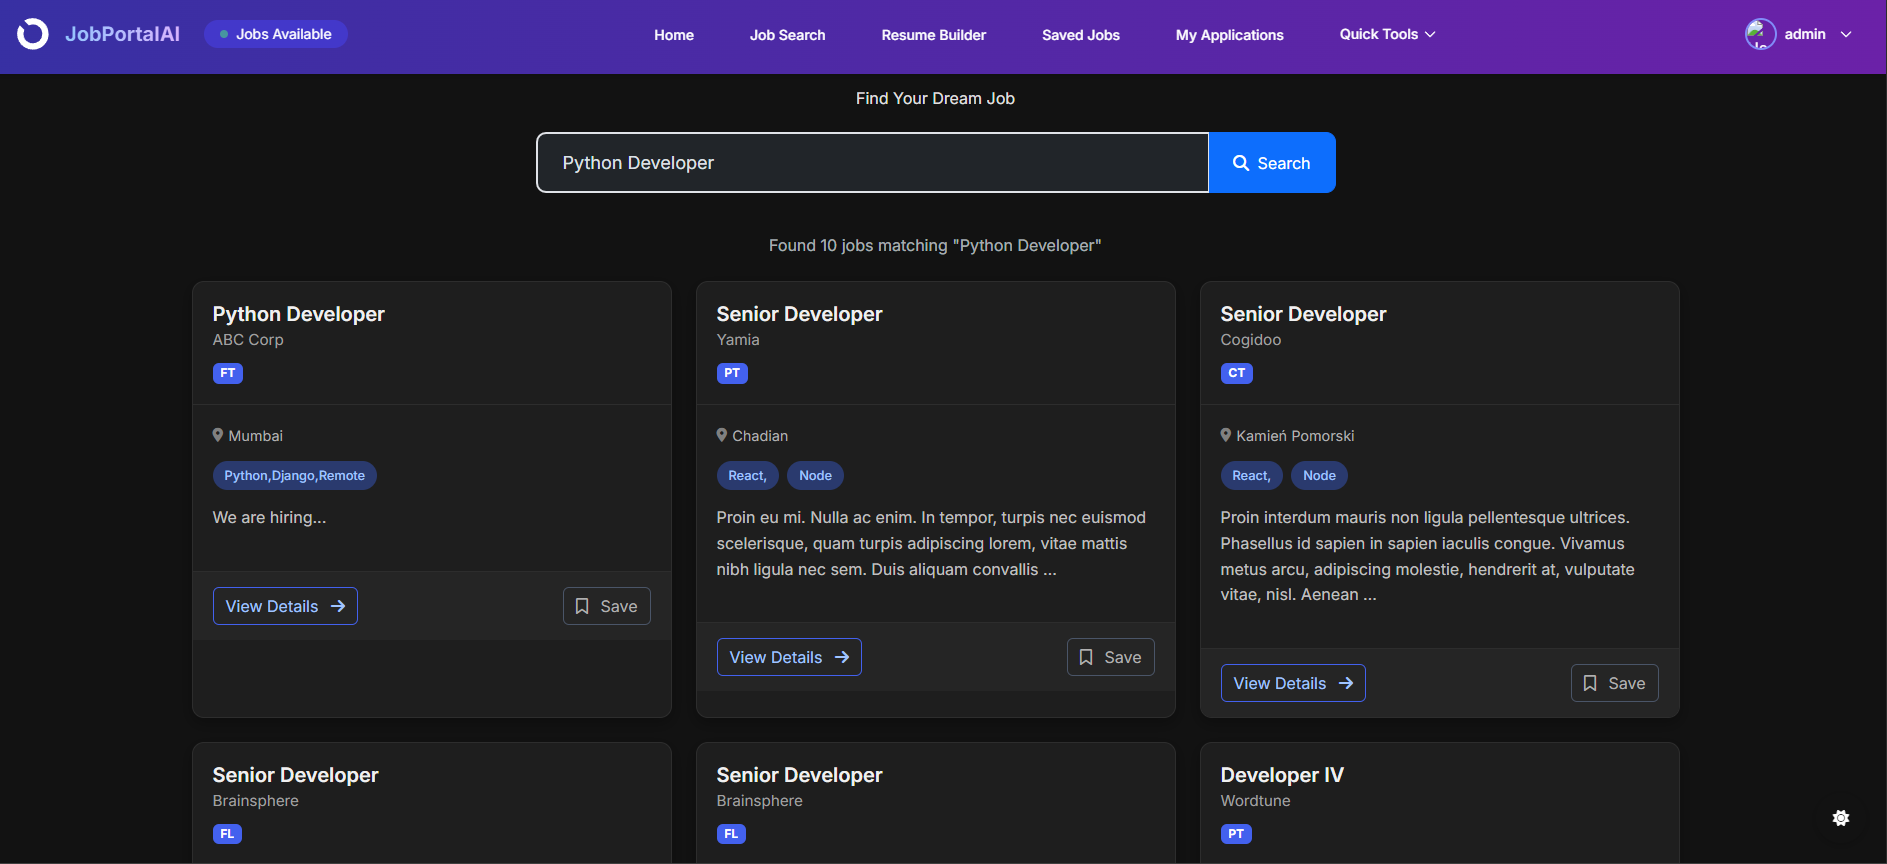 JobPortalAI
Jobs Available
Home
Job Search
Resume Builder
Saved Jobs
My Applications
Quick Tools
admin
Find Your Dream Job
Python Developer
Search
Found 10 jobs matching "Python Developer"
Python Developer
ABC Corp
FT
Mumbai
Python,Django,Remote
We are hiring...
View Details
Save
Senior Developer
Yamia
PT
Chadian
React,
Node
Proin eu mi. Nulla ac enim. In tempor, turpis nec euismod
scelerisque, quam turpis adipiscing lorem, vitae mattis
nibh ligula nec sem. Duis aliquam convallis ...
View Details
Save
Senior Developer
Cogidoo
CT
Kamień Pomorski
React,
Node
Proin interdum mauris non ligula pellentesque ultrices.
Phasellus id sapien in sapien iaculis congue. Vivamus
metus arcu, adipiscing molestie, hendrerit at, vulputate
vitae, nisl. Aenean ...
View Details
Save
Senior Developer
Brainsphere
FL
Senior Developer
Brainsphere
FL
Developer IV
Wordtune
PT